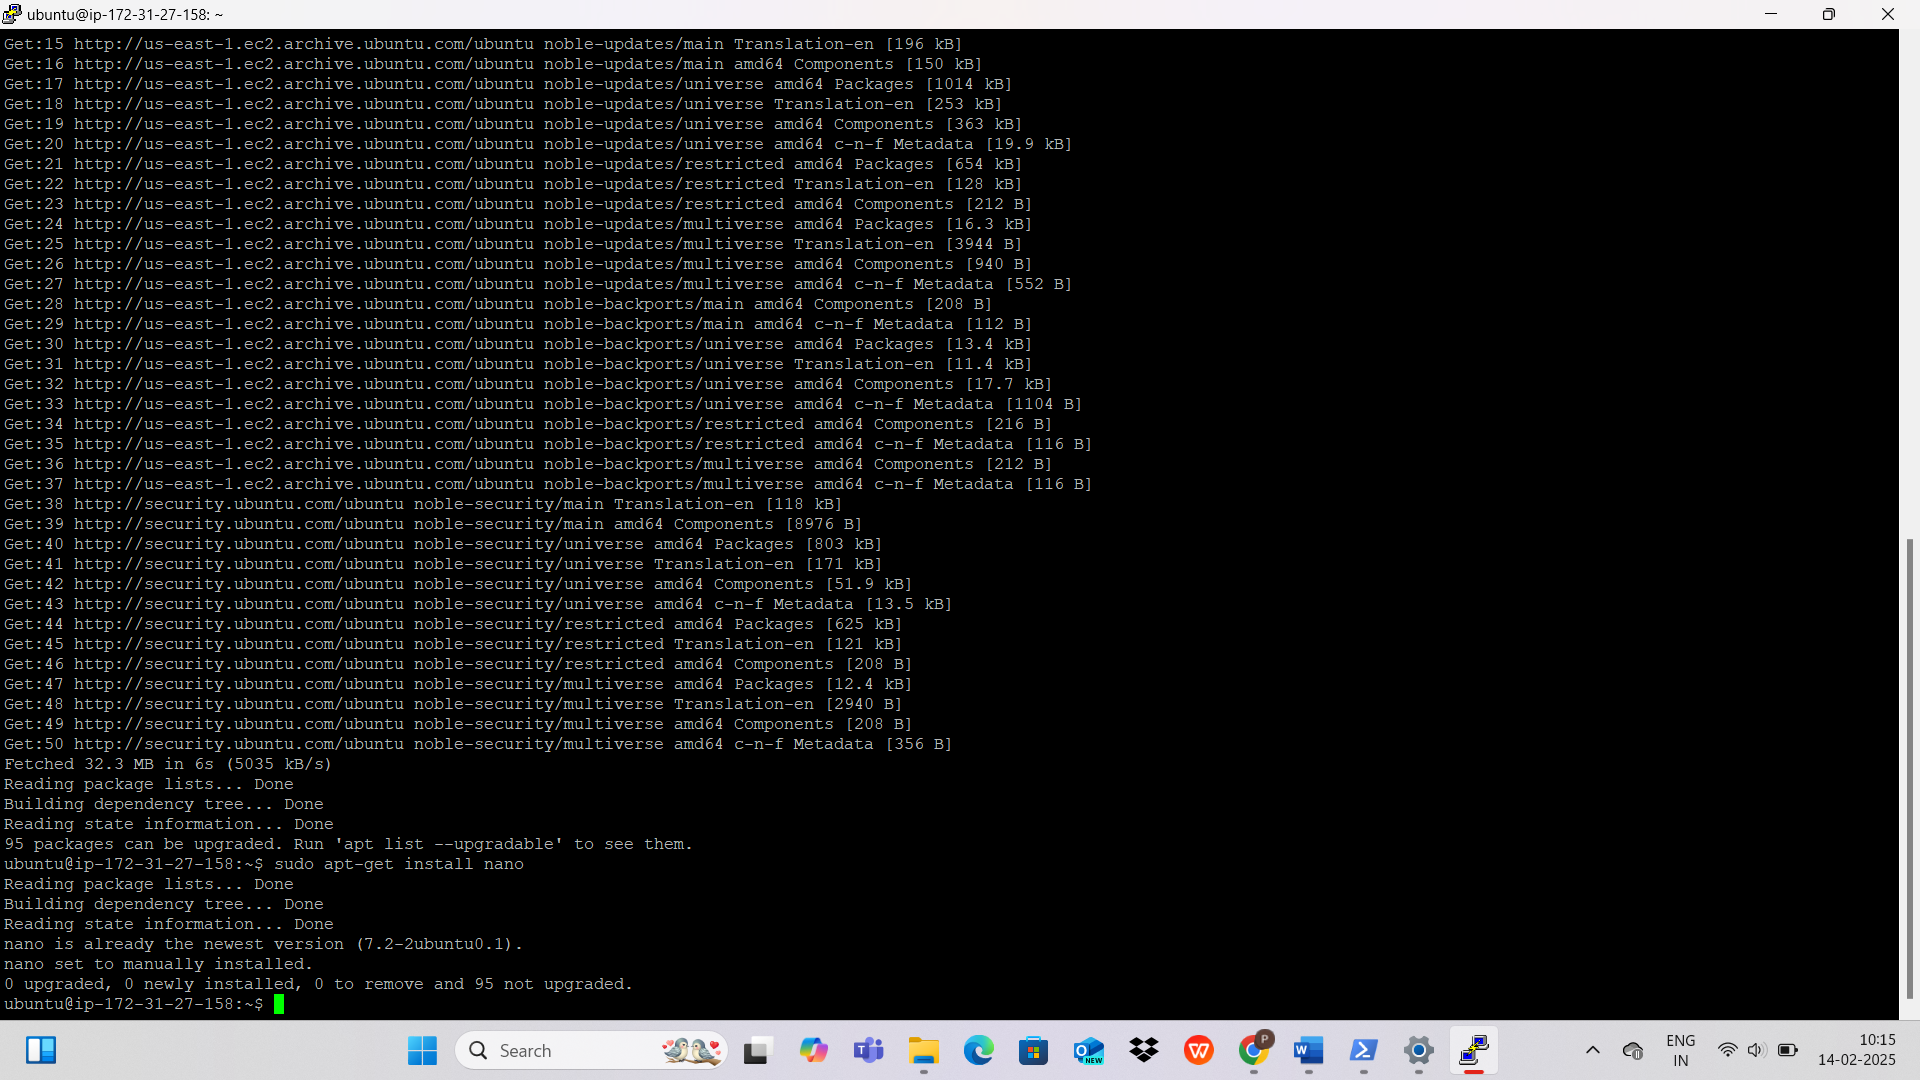 ubuntu@ip-172-31-27-158: ~
Get:15 http://us-east-1.ec2.archive.ubuntu.com/ubuntu noble-updates/main Translation-en [196 kB]
Get:16 http://us-east-1.ec2.archive.ubuntu.com/ubuntu noble-updates/main amd64 Components [150 kB]
Get:17 http://us-east-1.ec2.archive.ubuntu.com/ubuntu noble-updates/universe amd64 Packages [1014 kB]
Get:18 http://us-east-1.ec2.archive.ubuntu.com/ubuntu noble-updates/universe Translation-en [253 kB]
Get:19 http://us-east-1.ec2.archive.ubuntu.com/ubuntu noble-updates/universe amd64 Components [363 kB]
Get:20 http://us-east-1.ec2.archive.ubuntu.com/ubuntu noble-updates/universe amd64 c-n-f Metadata [19.9 kB]
Get:21 http://us-east-1.ec2.archive.ubuntu.com/ubuntu noble-updates/restricted amd64 Packages [654 kB]
Get:22 http://us-east-1.ec2.archive.ubuntu.com/ubuntu noble-updates/restricted Translation-en [128 kB]
Get:23 http://us-east-1.ec2.archive.ubuntu.com/ubuntu noble-updates/restricted amd64 Components [212 B]
Get:24 http://us-east-1.ec2.archive.ubuntu.com/ubuntu noble-updates/multiverse amd64 Packages [16.3 kB]
Get:25 http://us-east-1.ec2.archive.ubuntu.com/ubuntu noble-updates/multiverse Translation-en [3944 B]
Get:26 http://us-east-1.ec2.archive.ubuntu.com/ubuntu noble-updates/multiverse amd64 Components [940 B]
Get:27 http://us-east-1.ec2.archive.ubuntu.com/ubuntu noble-updates/multiverse amd64 c-n-f Metadata [552 B]
Get:28 http://us-east-1.ec2.archive.ubuntu.com/ubuntu noble-backports/main amd64 Components [208 B]
Get:29 http://us-east-1.ec2.archive.ubuntu.com/ubuntu noble-backports/main amd64 c-n-f Metadata [112 B]
Get:30 http://us-east-1.ec2.archive.ubuntu.com/ubuntu noble-backports/universe amd64 Packages [13.4 kB]
Get:31 http://us-east-1.ec2.archive.ubuntu.com/ubuntu noble-backports/universe Translation-en [11.4 kB]
Get:32 http://us-east-1.ec2.archive.ubuntu.com/ubuntu noble-backports/universe amd64 Components [17.7 kB]
Get:33 http://us-east-1.ec2.archive.ubuntu.com/ubuntu noble-backports/universe amd64 c-n-f Metadata [1104 B]
Get:34 http://us-east-1.ec2.archive.ubuntu.com/ubuntu noble-backports/restricted amd64 Components [216 B]
Get:35 http://us-east-1.ec2.archive.ubuntu.com/ubuntu noble-backports/restricted amd64 c-n-f Metadata [116 B]
Get:36 http://us-east-1.ec2.archive.ubuntu.com/ubuntu noble-backports/multiverse amd64 Components [212 B]
Get:37 http://us-east-1.ec2.archive.ubuntu.com/ubuntu noble-backports/multiverse amd64 c-n-f Metadata [116 B]
Get:38 http://security.ubuntu.com/ubuntu noble-security/main Translation-en [118 kB]
Get:39 http://security.ubuntu.com/ubuntu noble-security/main amd64 Components [8976 B]
Get:40 http://security.ubuntu.com/ubuntu noble-security/universe amd64 Packages [803 kB]
Get:41 http://security.ubuntu.com/ubuntu noble-security/universe Translation-en [171 kB]
Get:42 http://security.ubuntu.com/ubuntu noble-security/universe amd64 Components [51.9 kB]
Get:43 http://security.ubuntu.com/ubuntu noble-security/universe amd64 c-n-f Metadata [13.5 kB]
Get:44 http://security.ubuntu.com/ubuntu noble-security/restricted amd64 Packages [625 kB]
Get:45 http://security.ubuntu.com/ubuntu noble-security/restricted Translation-en [121 kB]
Get:46 http://security.ubuntu.com/ubuntu noble-security/restricted amd64 Components [208 B]
Get:47 http://security.ubuntu.com/ubuntu noble-security/multiverse amd64 Packages [12.4 kB]
Get:48 http://security.ubuntu.com/ubuntu noble-security/multiverse Translation-en [2940 B]
Get:49 http://security.ubuntu.com/ubuntu noble-security/multiverse amd64 Components [208 B]
Get:50 http://security.ubuntu.com/ubuntu noble-security/multiverse amd64 c-n-f Metadata [356 B]
Fetched 32.3 MB in 6s (5035 kB/s)
Reading package lists... Done
Building dependency tree... Done
Reading state information... Done
95 packages can be upgraded. Run 'apt list --upgradable' to see them.
ubuntu@ip-172-31-27-158:~$ sudo apt-get install nano
Reading package lists... Done
Building dependency tree... Done
Reading state information... Done
nano is already the newest version (7.2-2ubuntu0.1).
nano set to manually installed.
0 upgraded, 0 newly installed, 0 to remove and 95 not upgraded.
ubuntu@ip-172-31-27-158:~$
Search
NEW
P
ENG
IN
10:15
14-02-2025